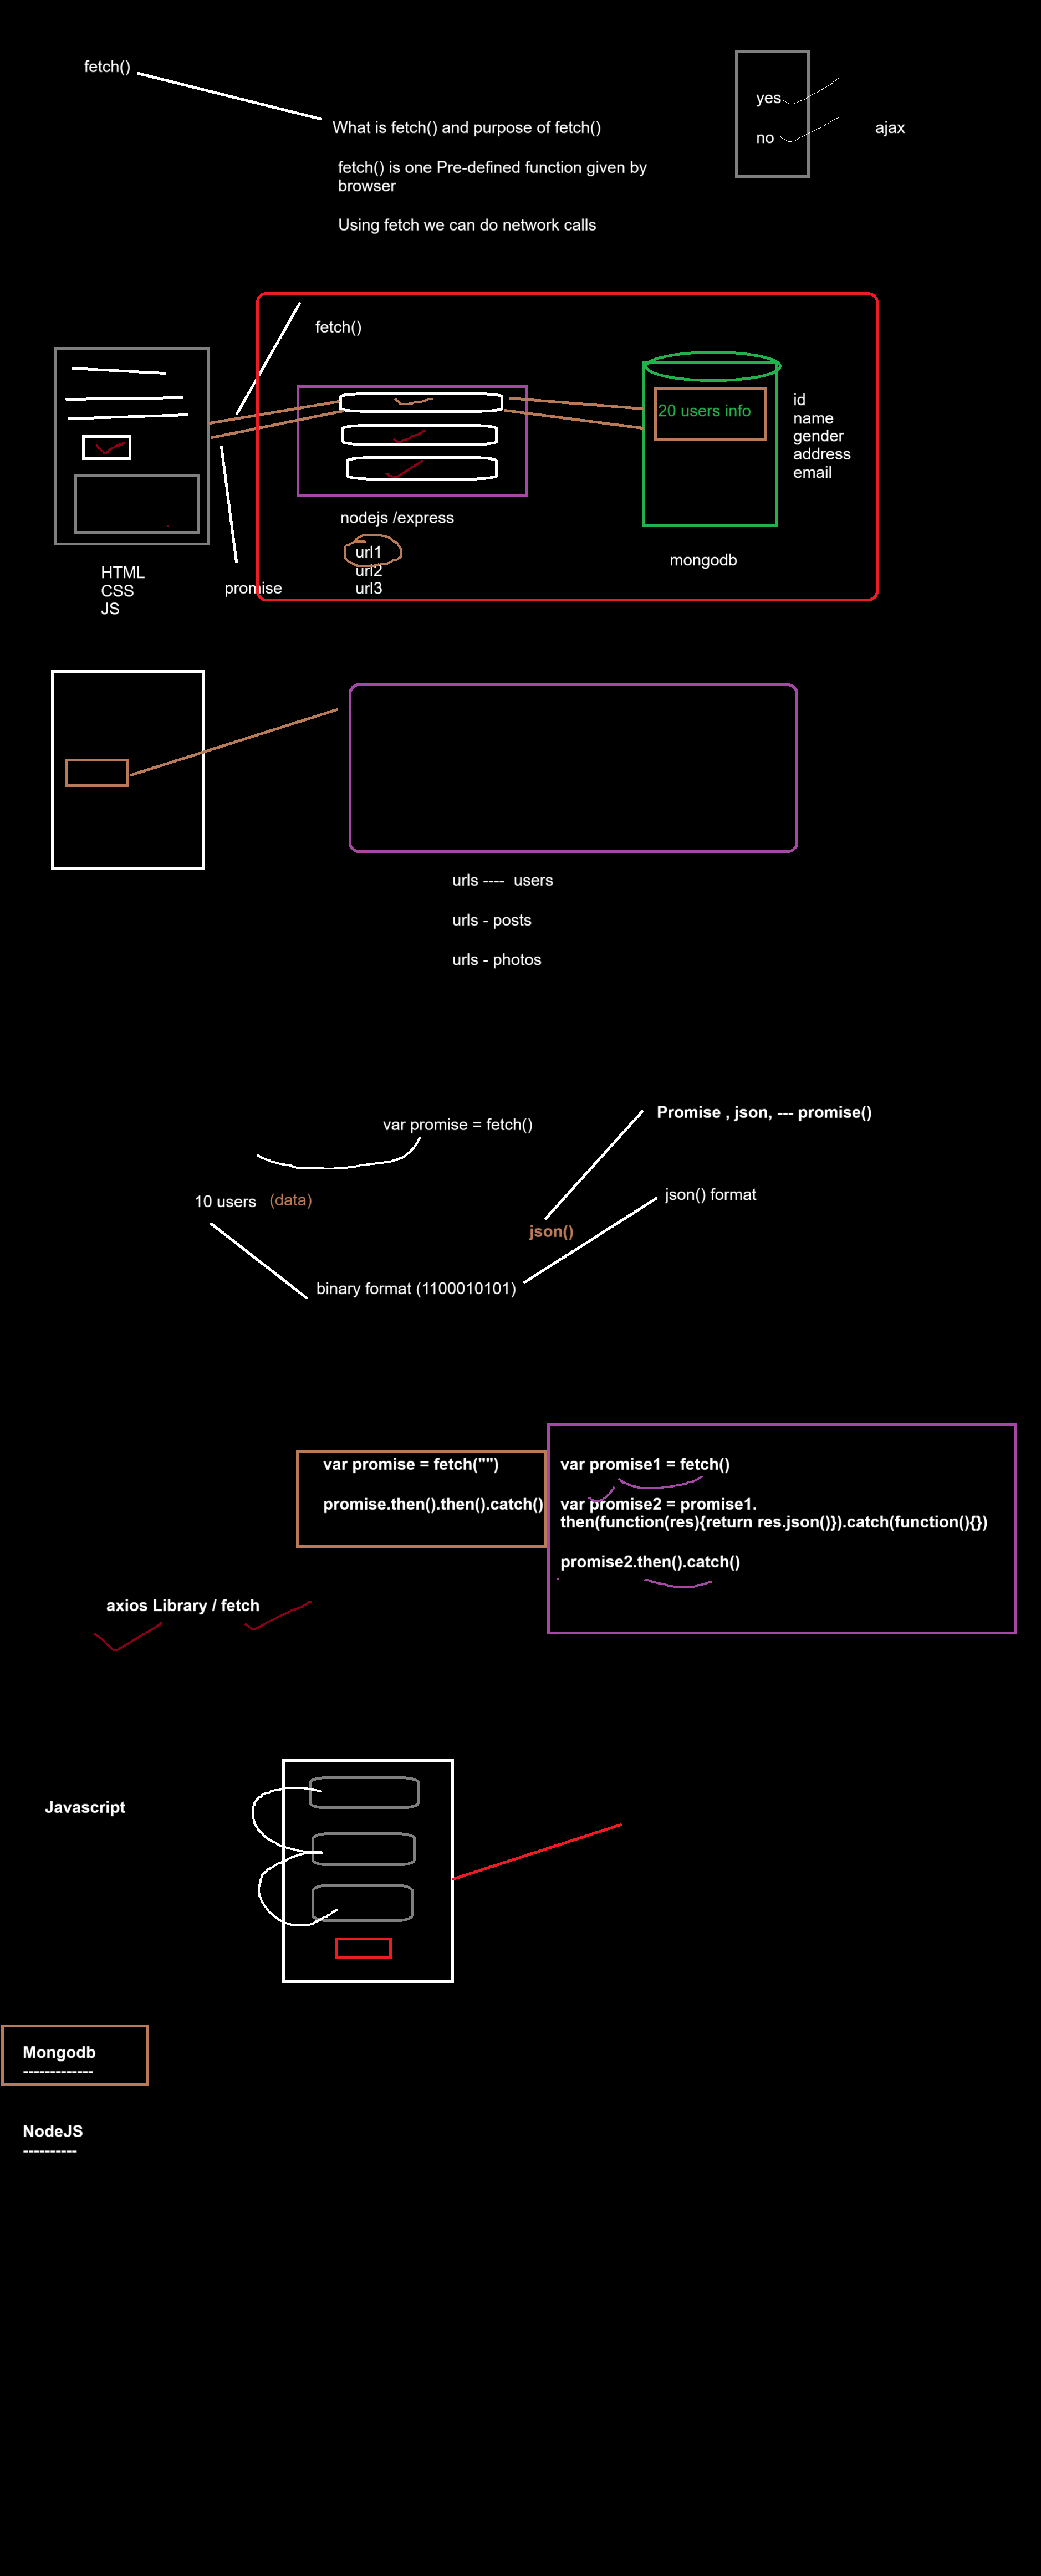 fetch()
yes
no
ajax
What is fetch() and purpose of fetch()
fetch() is one Pre-defined function given by
browser
Using fetch we can do network calls
fetch()
20 users info
id
name
gender
address
email
nodejs /express
url1
url2
url3
mongodb
HTML
CSS
JS
promise
urls ----  users
urls - posts
urls - photos
var promise = fetch()
Promise , json, --- promise()
10 users
(data)
json() format
json()
binary format (1100010101)
var promise = fetch("")
promise.then().then().catch()
var promise1 = fetch()
var promise2 = promise1.
then(function(res){return res.json()}).catch(function(){})
promise2.then().catch()
axios Library / fetch
Javascript
Mongodb
-------------
NodeJS
----------